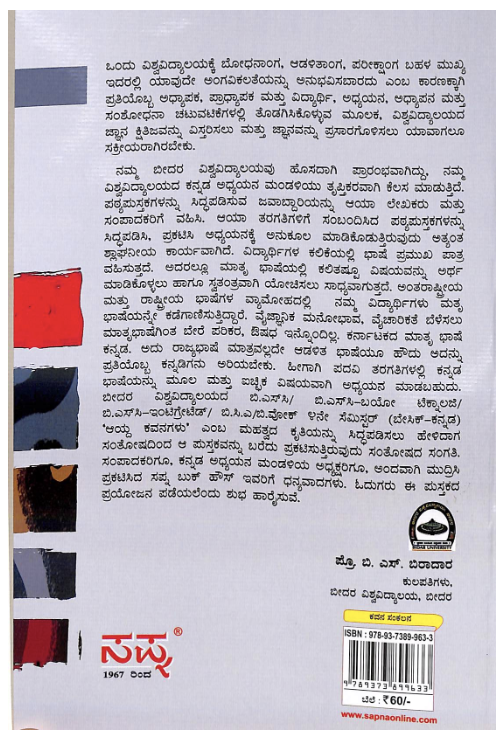 ಒಂದು ವಿಶ್ವವಿದ್ಯಾಲಯಕ್ಕೆ ಬೋಧನಾಂಗ, ಆಡಳಿತಾಂಗ, ಪರೀಕ್ಷಾಂಗ ಬಹಳ ಮುಖ್ಯ
ಇದರಲ್ಲಿ ಯಾವುದೇ ಅಂಗವಿಕಲತೆಯನ್ನು ಅನುಭವಿಸಬಾರದು ಎಂಬ ಕಾರಣಕ್ಕಾಗಿ
ಪ್ರತಿಯೊಬ್ಬ ಅಧ್ಯಾಪಕ, ಪ್ರಾಧ್ಯಾಪಕ ಮತ್ತು ವಿದ್ಯಾರ್ಥಿ, ಅಧ್ಯಯನ, ಅಧ್ಯಾಪನ ಮತ್ತು
ಸಂಶೋಧನಾ ಚಟುವಟಿಕೆಗಳಲ್ಲಿ ತೊಡಗಿಸಿಕೊಳ್ಳುವ ಮೂಲಕ, ವಿಶ್ವವಿದ್ಯಾಲಯದ
ಜ್ಞಾನ ಕ್ಷಿತಿಜವನ್ನು ವಿಸ್ತರಿಸಲು ಮತ್ತು ಜ್ಞಾನವನ್ನು ಪ್ರಸಾರಗೊಳಿಸಲು ಯಾವಾಗಲೂ
ಸಕ್ರೀಯರಾಗಿರಬೇಕು.
ನಮ್ಮ ಬೀದರ ವಿಶ್ವವಿದ್ಯಾಲಯವು ಹೊಸದಾಗಿ ಪ್ರಾರಂಭವಾಗಿದ್ದು, ನಮ್ಮ
ವಿಶ್ವವಿದ್ಯಾಲಯದ ಕನ್ನಡ ಅಧ್ಯಯನ ಮಂಡಳಿಯು ತೃಪ್ತಿಕರವಾಗಿ ಕೆಲಸ ಮಾಡುತ್ತಿದೆ.
ಪಠ್ಯಪುಸ್ತಕಗಳನ್ನು ಸಿದ್ಧಪಡಿಸುವ ಜವಾಬ್ದಾರಿಯನ್ನು ಆಯಾ ಲೇಖಕರು ಮತ್ತು
ಸಂಪಾದಕರಿಗೆ ವಹಿಸಿ. ಆಯಾ ತರಗತಿಗಳಿಗೆ ಸಂಬಂದಿಸಿದ ಪಠ್ಯಪುಸ್ತಕಗಳನ್ನು
ಸಿದ್ಧಪಡಿಸಿ, ಪ್ರಕಟಿಸಿ ಅಧ್ಯಯನಕ್ಕೆ ಅನುಕೂಲ ಮಾಡಿಕೊಡುತ್ತಿರುವುದು ಅತ್ಯಂತ
ಶ್ಲಾಘನೀಯ ಕಾರ್ಯವಾಗಿದೆ. ವಿದ್ಯಾರ್ಥಿಗಳ ಕಲಿಕೆಯಲ್ಲಿ ಭಾಷೆ ಪ್ರಮುಖ ಪಾತ್ರ
ವಹಿಸುತ್ತದೆ. ಅದರಲ್ಲೂ ಮಾತೃ ಭಾಷೆಯಲ್ಲಿ ಕಲಿತಷ್ಟೂ ವಿಷಯವನ್ನು ಅರ್ಥ
ಮಾಡಿಕೊಳ್ಳಲು ಹಾಗೂ ಸ್ವತಂತ್ರವಾಗಿ ಯೋಚಿಸಲು ಸಾಧ್ಯವಾಗುತ್ತದೆ. ಅಂತರಾಷ್ಟ್ರೀಯ
ಮತ್ತು ರಾಷ್ಟ್ರೀಯ ಭಾಷೆಗಳ ವ್ಯಾಮೋಹದಲ್ಲಿ ನಮ್ಮ ವಿದ್ಯಾರ್ಥಿಗಳು ಮತೃ
ಭಾಷೆಯನ್ನೇ ಕಡೆಗಾಣಿಸುತ್ತಿದ್ದಾರೆ. ವೈಜ್ಞಾನಿಕ ಮನೋಭಾವ, ವೈಚಾರಿಕತೆ ಬೆಳೆಸಲು
ಮಾತೃಭಾಷೆಗಿಂತ ಬೇರೆ ಪರಿಕರ, ಔಷಧ ಇನ್ನೊಂದಿಲ್ಲ. ಕರ್ನಾಟಕದ ಮಾತೃ ಭಾಷೆ
ಕನ್ನಡ. ಅದು ರಾಜ್ಯಭಾಷೆ ಮಾತ್ರವಲ್ಲದೇ ಆಡಳಿತ ಭಾಷೆಯೂ ಹೌದು ಆದನ್ನು
ಪ್ರತಿಯೊಬ್ಬ ಕನ್ನಡಿಗನು ಅರಿಯಬೇಕು. ಹೀಗಾಗಿ ಪದವಿ ತರಗತಿಗಳಲ್ಲಿ ಕನ್ನಡ
ಭಾಷೆಯನ್ನು ಮೂಲ ಮತ್ತು ಐಚ್ಛಿಕ ವಿಷಯವಾಗಿ ಅಧ್ಯಯನ ಮಾಡಬಹುದು.
ಬೀದರ ವಿಶ್ವವಿದ್ಯಾಲಯದ ಬಿ.ಎಸ್‌ಸಿ/ ಬಿ.ಎಸ್‌ಸಿ-ಬಯೋ ಟೆಕ್ನಾಲಜಿ/
ಬಿ.ಎಸ್‌ಸಿ-ಇಂಟಿಗ್ರೇಟೆಡ್/ ಬಿ.ಸಿ.ಎ/ಬಿ.ವೋಕ್ ೪ನೇ ಸೆಮಿಸ್ಟರ್ (ಬೇಸಿಕ್-ಕನ್ನಡ)
'ಆಯ್ದ ಕವನಗಳು' ಎಂಬ ಮಹತ್ವದ ಕೃತಿಯನ್ನು ಸಿದ್ಧಪಡಿಸಲು ಹೇಳಿದಾಗ
ಸಂತೋಷದಿಂದ ಆ ಪುಸ್ತಕವನ್ನು ಬರೆದು ಪ್ರಕಟಿಸುತ್ತಿರುವುದು ಸಂತೋಷದ ಸಂಗತಿ.
ಸಂಪಾದಕರಿಗೂ, ಕನ್ನಡ ಅಧ್ಯಯನ ಮಂಡಳಿಯ ಅಧ್ಯಕ್ಷರಿಗೂ, ಅಂದವಾಗಿ ಮುದ್ರಿಸಿ
ಪ್ರಕಟಿಸಿದ ಸಪ್ನ ಬುಕ್ ಹೌಸ್ ಇವರಿಗೆ ಧನ್ಯವಾದಗಳು. ಓದುಗರು ಈ ಪುಸ್ತಕದ
ಪ್ರಯೋಜನ ಪಡೆಯಲೆಂದು ಶುಭ ಹಾರೈಸುವೆ.
BIDAR UNIVERSITY
ಪ್ರೊ. ಬಿ. ಎಸ್. ಬಿರಾದಾರ
ಕುಲಪತಿಗಳು,
ಬೀದರ ವಿಶ್ವವಿದ್ಯಾಲಯ, ಬೀದರ
ಕವನ ಸಂಕಲನ
ISBN : 978-93-7389-963-3
9 789373 899633
ಬೆಲೆ : ₹60/-
www.sapnaonline.com
ಸಪ್ನ®
1967 ರಿಂದ